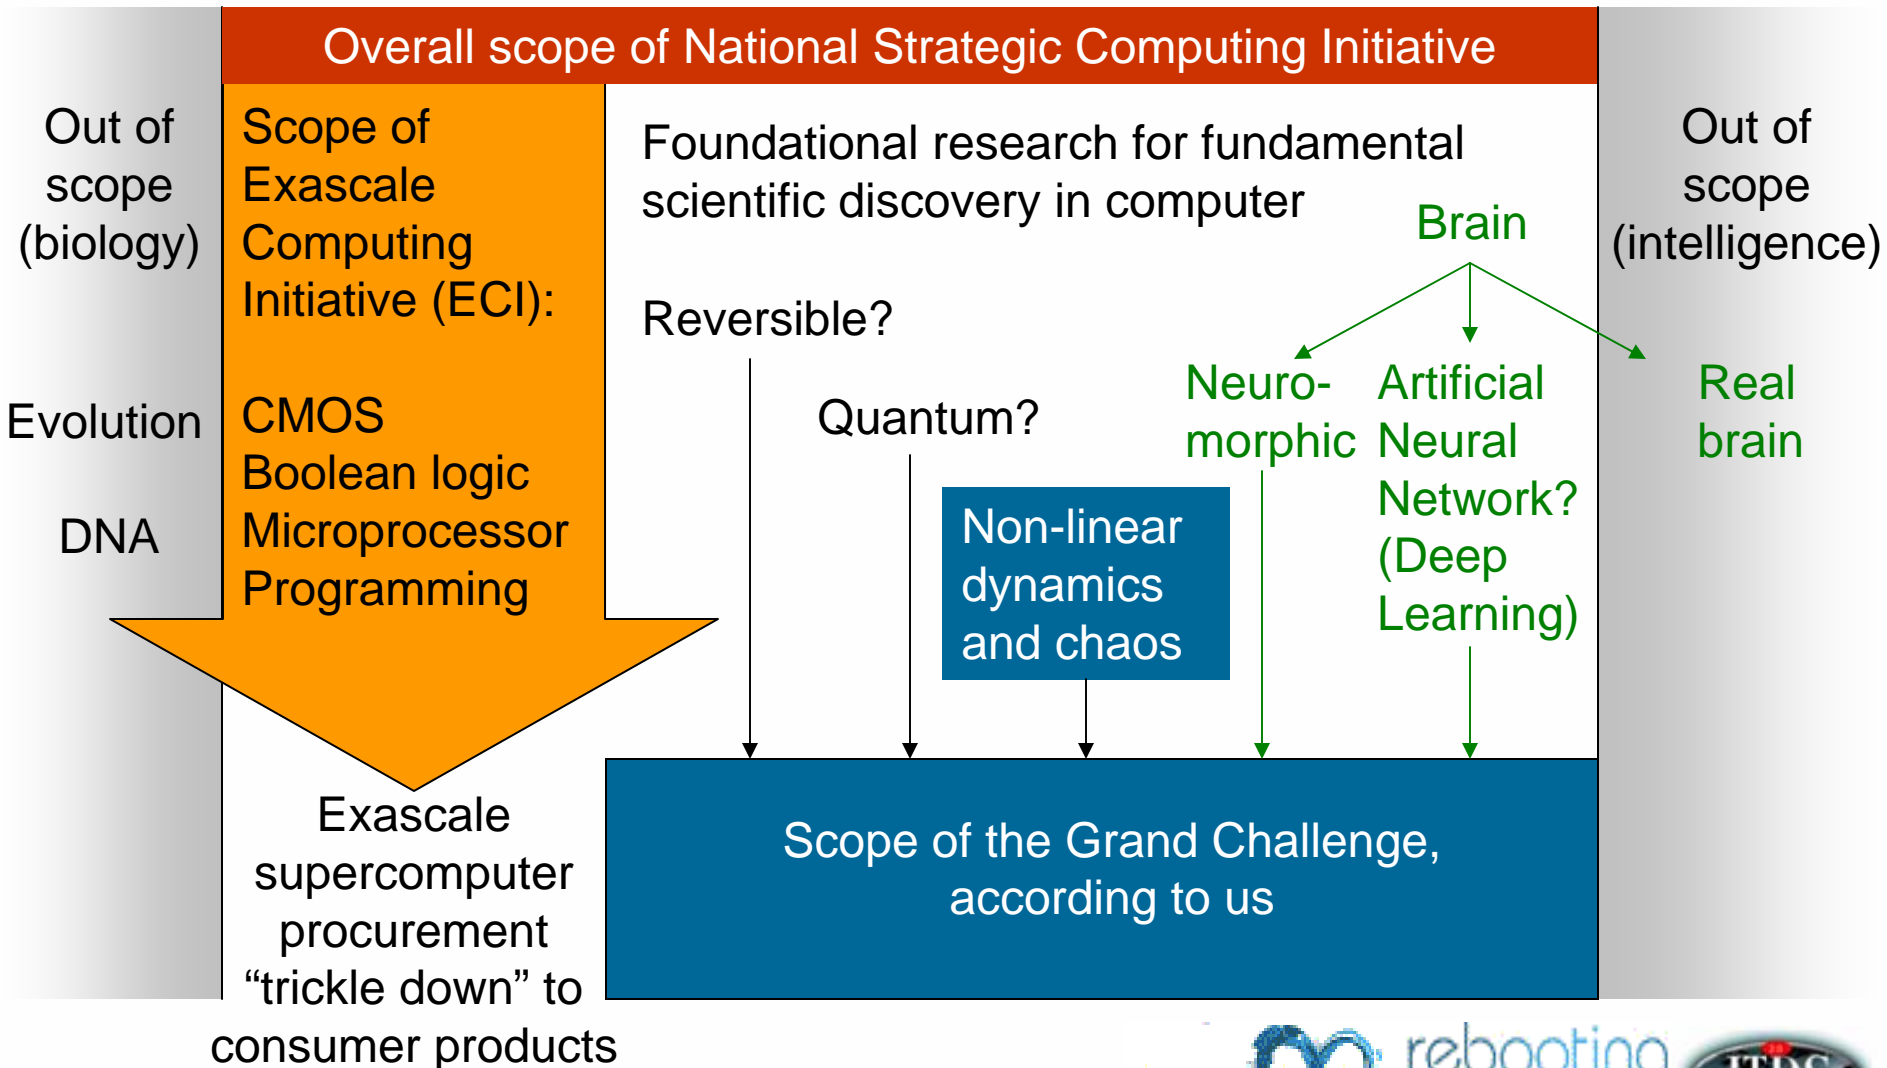 Overall scope of National Strategic Computing Initiative
Out of
scope
(biology)
Evolution
DNA
Scope of
Exascale
Computing
Initiative (ECI):
CMOS
Boolean logic
Microprocessor
Programming
Exascale
supercomputer
procurement
“trickle down” to
consumer products
Foundational research for fundamental
scientific discovery in computer
Reversible?
Quantum?
Non-linear
dynamics
and chaos
Brain
Neuro-
morphic
Artificial
Neural
Network?
(Deep
Learning)
Real
brain
Out of
scope
(intelligence)
Scope of the Grand Challenge,
according to us
rebooting
ITRS